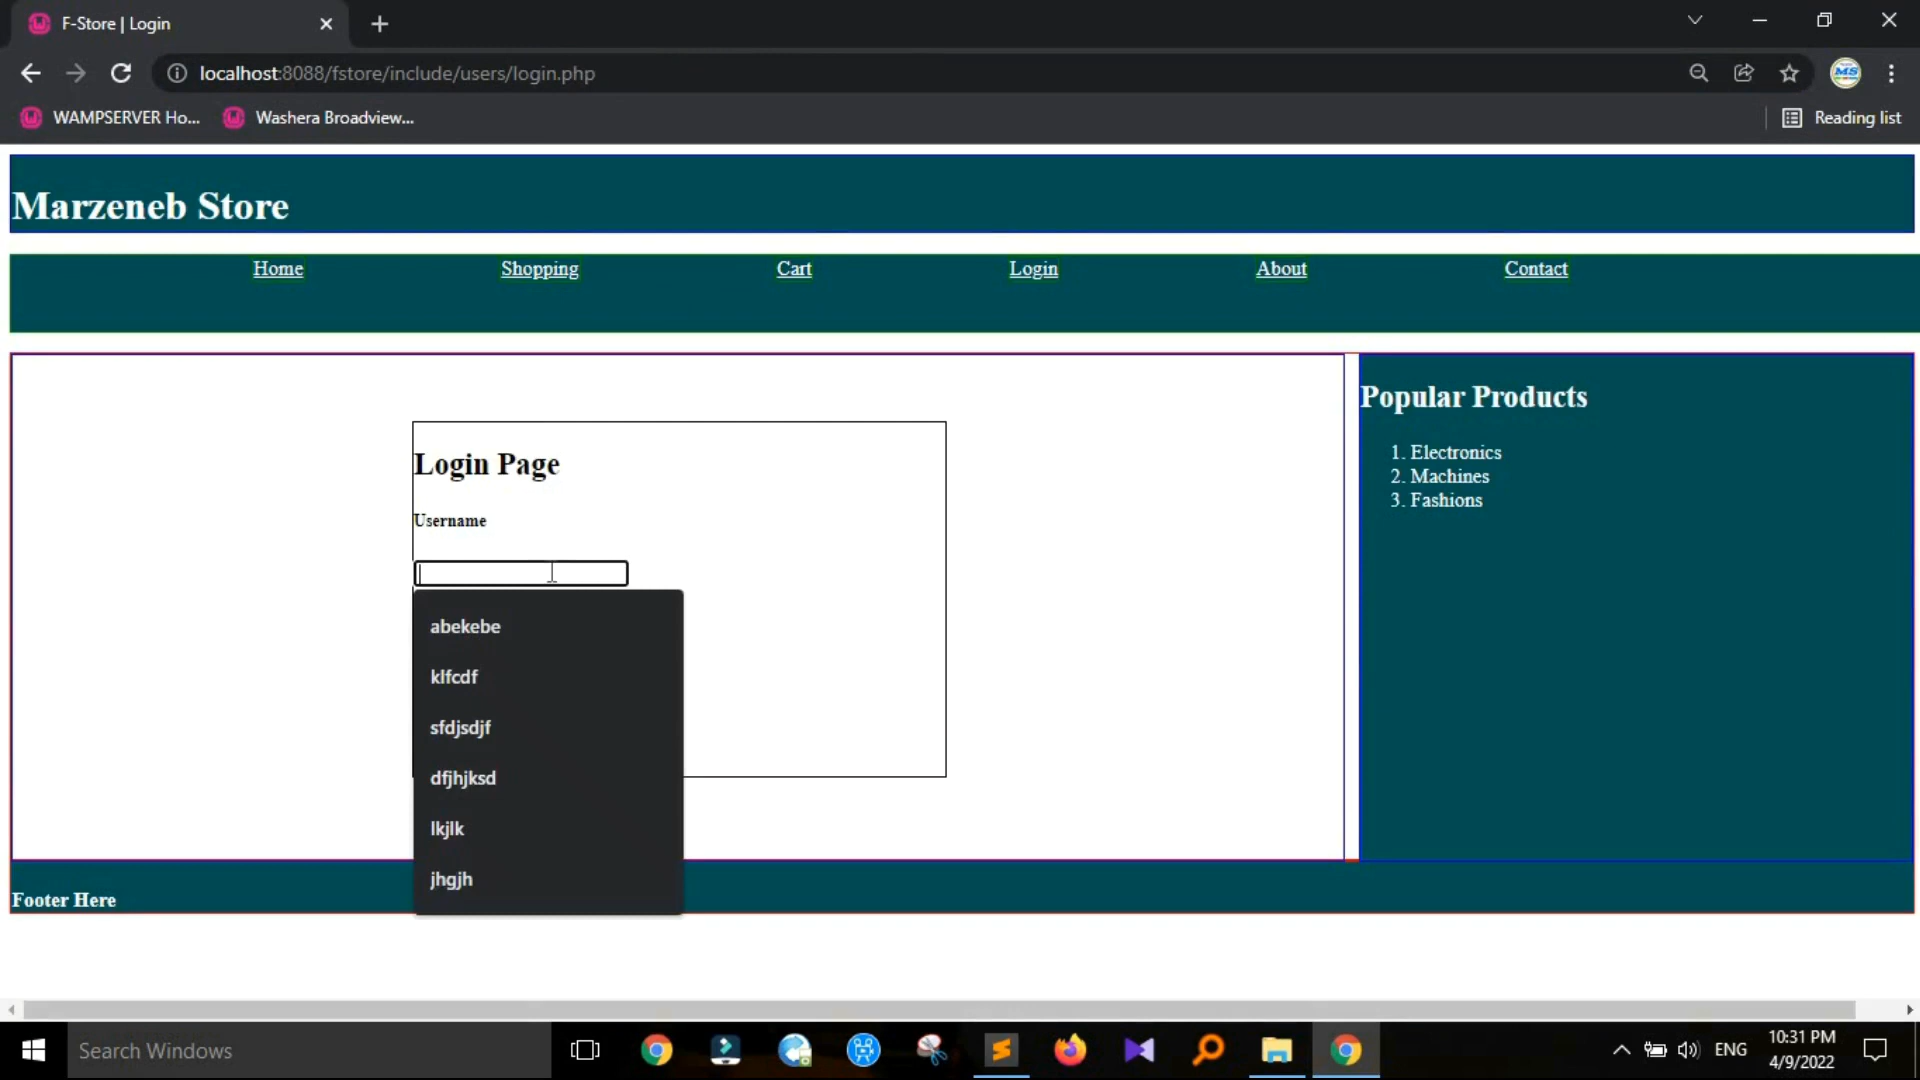 F-Store | Login
localhost:8088/fstore/include/users/login.php
WAMPSERVER Ho...
Washera Broadview...
Reading list
Marzeneb Store
Home
Shopping
Cart
Login
About
Contact
Login Page
Username
abekebe
klfcdf
sfdjsdjf
dfjhjksd
lkjlk
jhgjh
Popular Products
1. Electronics
2. Machines
3. Fashions
Footer Here
Search Windows
ENG
10:31 PM
4/9/2022